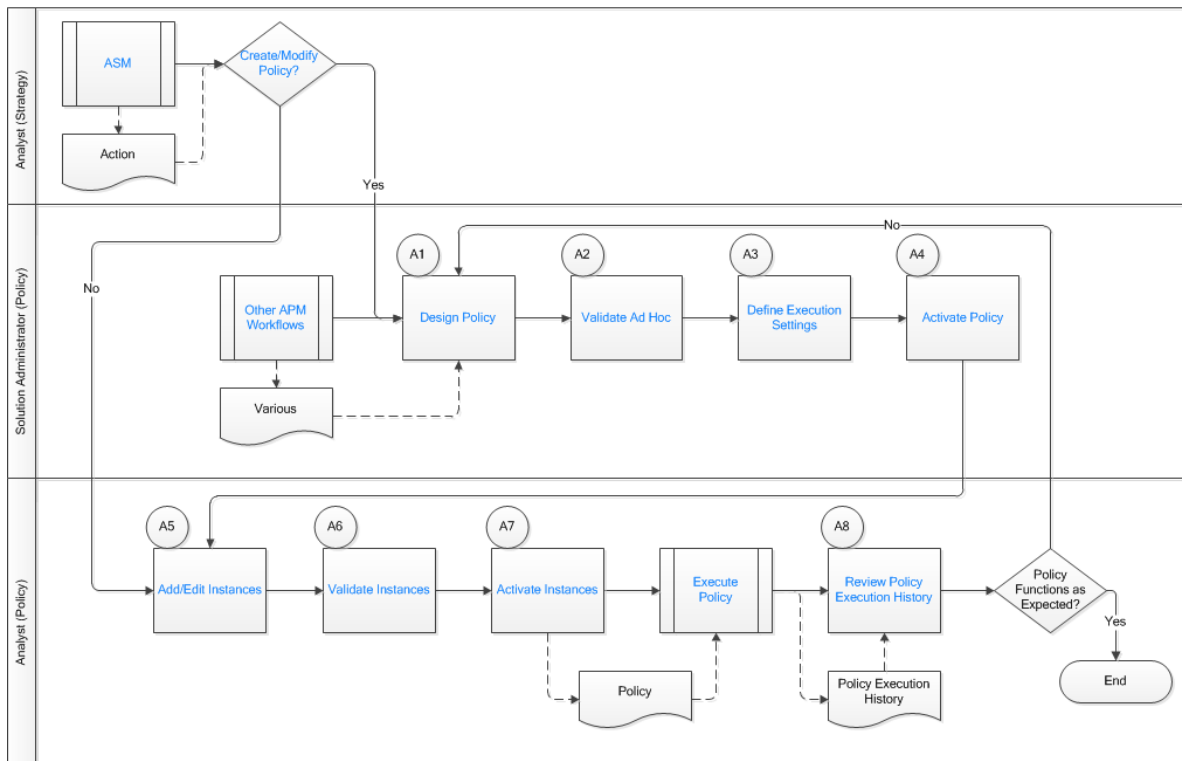 Analyst (Strategy)
ASM
Create/Modify
Policy?
Action
Yes
Solution Administrator (Policy)
No
No
A1
A2
A3
A4
Other APM
Workflows
Design Policy
Validate Ad Hoc
Define Execution
Settings
Activate Policy
Various
Analyst (Policy)
A5
A6
A7
A8
Add/Edit Instances
Validate Instances
Activate Instances
Execute
Policy
Review Policy
Execution History
Policy
Functions as
Expected?
Yes
Policy
Policy Execution
History
End